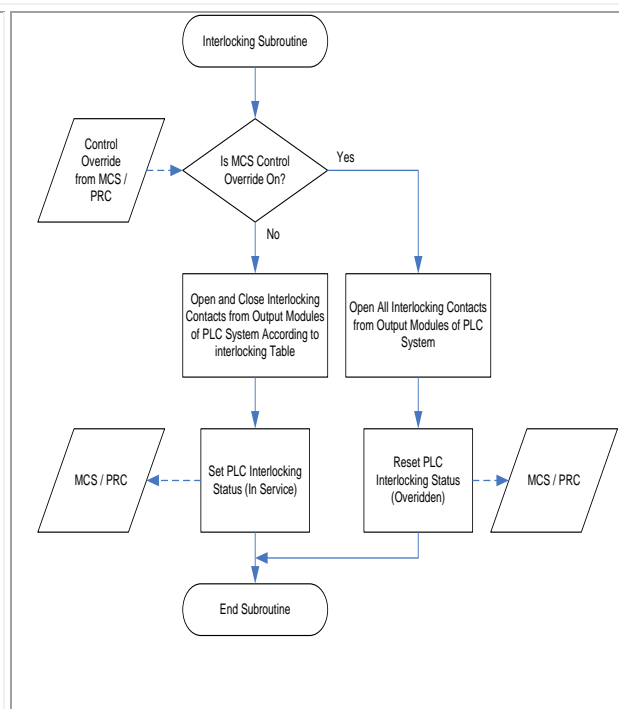 Interlocking Subroutine
Control
Override
from MCS /
PRC
Is MCS Control
Override On?
Yes
No
Open and Close Interlocking
Contacts from Output Modules
of PLC System According to
interlocking Table
Open All Interlocking Contacts
from Output Modules of PLC
System
MCS / PRC
Set PLC Interlocking
Status (In Service)
Reset PLC
Interlocking Status
(Overidden)
MCS / PRC
End Subroutine